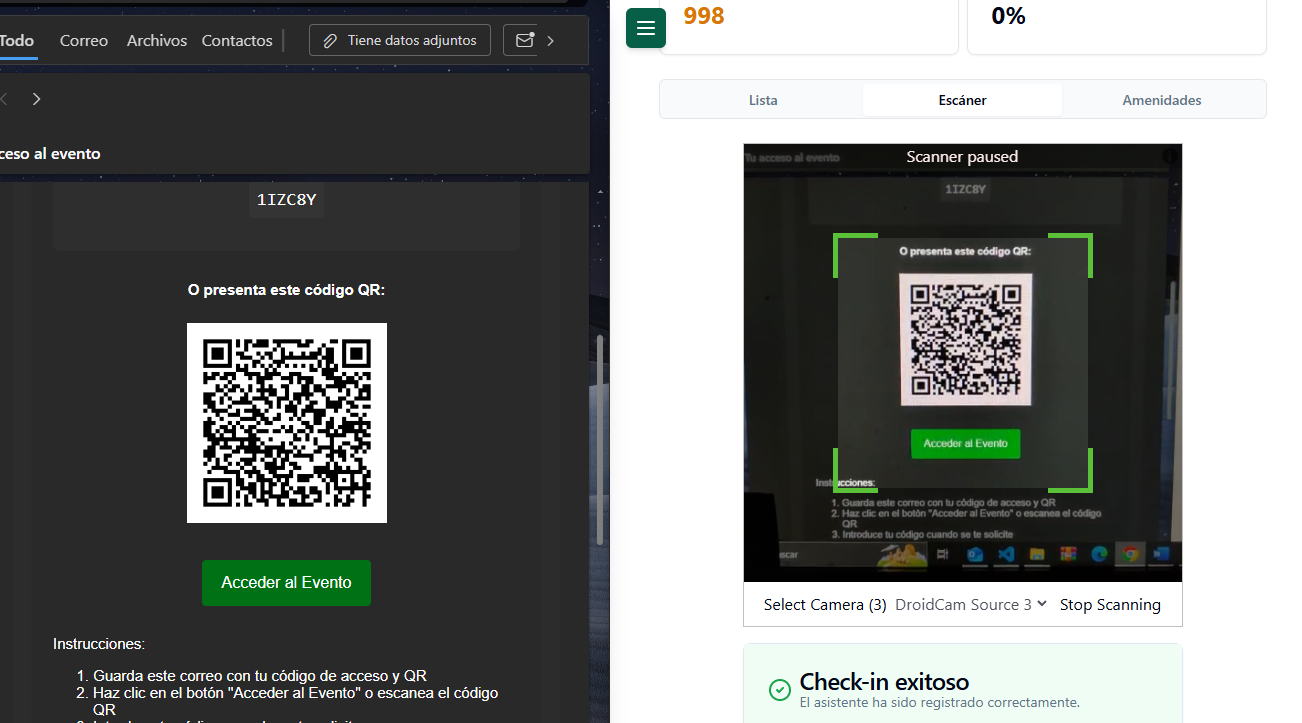 Todo
Correo
Archivos
Contactos
Tiene datos adjuntos
ceso al evento
1IZC8Y
O presenta este código QR:
Acceder al Evento
Instrucciones:
1. Guarda este correo con tu código de acceso y QR
2. Haz clic en el botón "Acceder al Evento" o escanea el código
QR
998
0%
Lista
Escáner
Amenidades
Tu acceso al evento
Scanner paused
1IZC8Y
O presenta este código QR:
Acceder al Evento
Instrucciones:
1. Guarda este correo con tu código de acceso y QR
2. Haz clic en el botón "Acceder al Evento" o escanea el código
QR
3. Introduce tu código cuando se te solicite
scar
Select Camera (3)
DroidCam Source 3
Stop Scanning
Check-in exitoso
El asistente ha sido registrado correctamente.